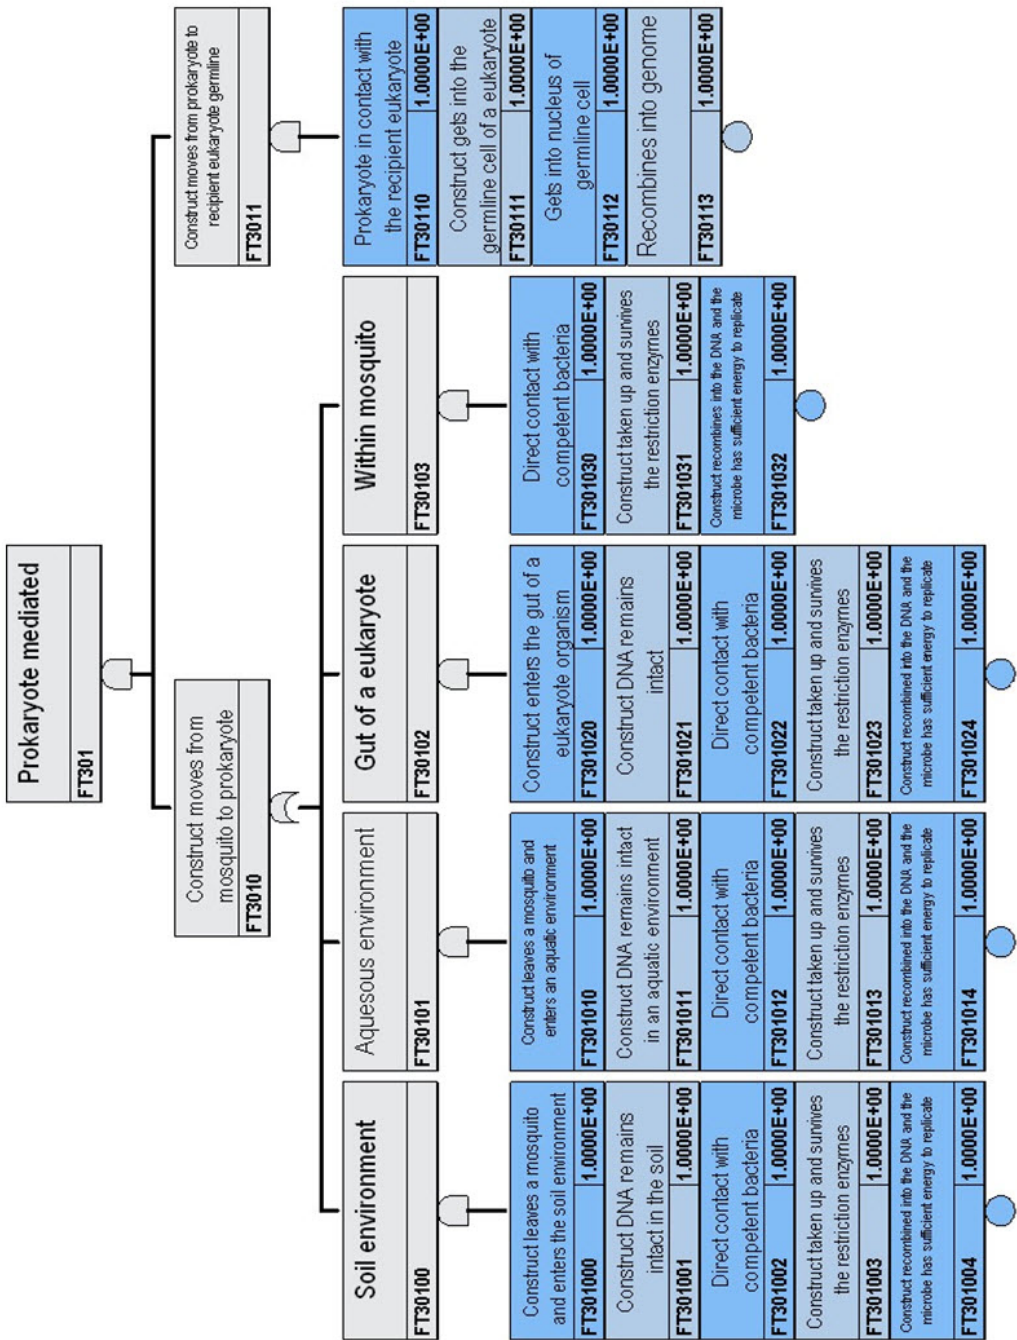 Prokaryote mediated
FT301
Construct moves from
mosquito to prokaryote
FT3010
Construct moves from prokaryote to
recipient eukaryote germline
FT30111
Soil environment
FT301000
Aquesous environment
FT30101
Gut of a eukaryote
FT301102
Within mosquito
FT30103
Construct leaves a mosquito
and enters the soil environment
FT301000 1.0000E+00
Construct DNA remains
intact in the soil
FT301001 1.0000E+00
Direct contact with
competent bacteria
FT301002 1.0000E+00
Construct taken up and survives
the restriction enzymes
FT301003 1.0000E+00
Construct recombined into the DNA and the
microbe has sufficient energy to replicate
FT301004 1.0000E+00
Construct leaves a mosquito and
enters an aquatic environment
FT301010 1.0000E+00
Construct DNA remains intact
in an aquatic environment
FT301011 1.0000E+00
Direct contact with
competent bacteria
FT301012 1.0000E+00
Construct taken up and survives
the restriction enzymes
FT301013 1.0000E+00
Construct recombined into the DNA and the
microbe has sufficient energy to replicate
FT301014 1.0000E+00
Construct enters the gut of a
eukaryote organism
FT301020 1.0000E+00
Construct DNA remains
intact
FT301021 1.0000E+00
Direct contact with
competent bacteria
FT301022 1.0000E+00
Construct taken up and survives
the restriction enzymes
FT301023 1.0000E+00
Construct recombined into the DNA and the
microbe has sufficient energy to replicate
FT301024 1.0000E+00
Direct contact with
competent bacteria
FT301030 1.0000E+00
Construct taken up and survives
the restriction enzymes
FT301031 1.0000E+00
Construct recombines into the DNA and the
microbe has sufficient energy to replicate
FT301032 1.0000E+00
Prokaryote in contact with
the recipient eukaryote
FT30110 1.0000E+00
Construct gets into the
germline cell of a eukaryote
FT30111 1.0000E+00
Gets into nucleus of
germline cell
FT30112 1.0000E+00
Recombines into genome
FT30113 1.0000E+00